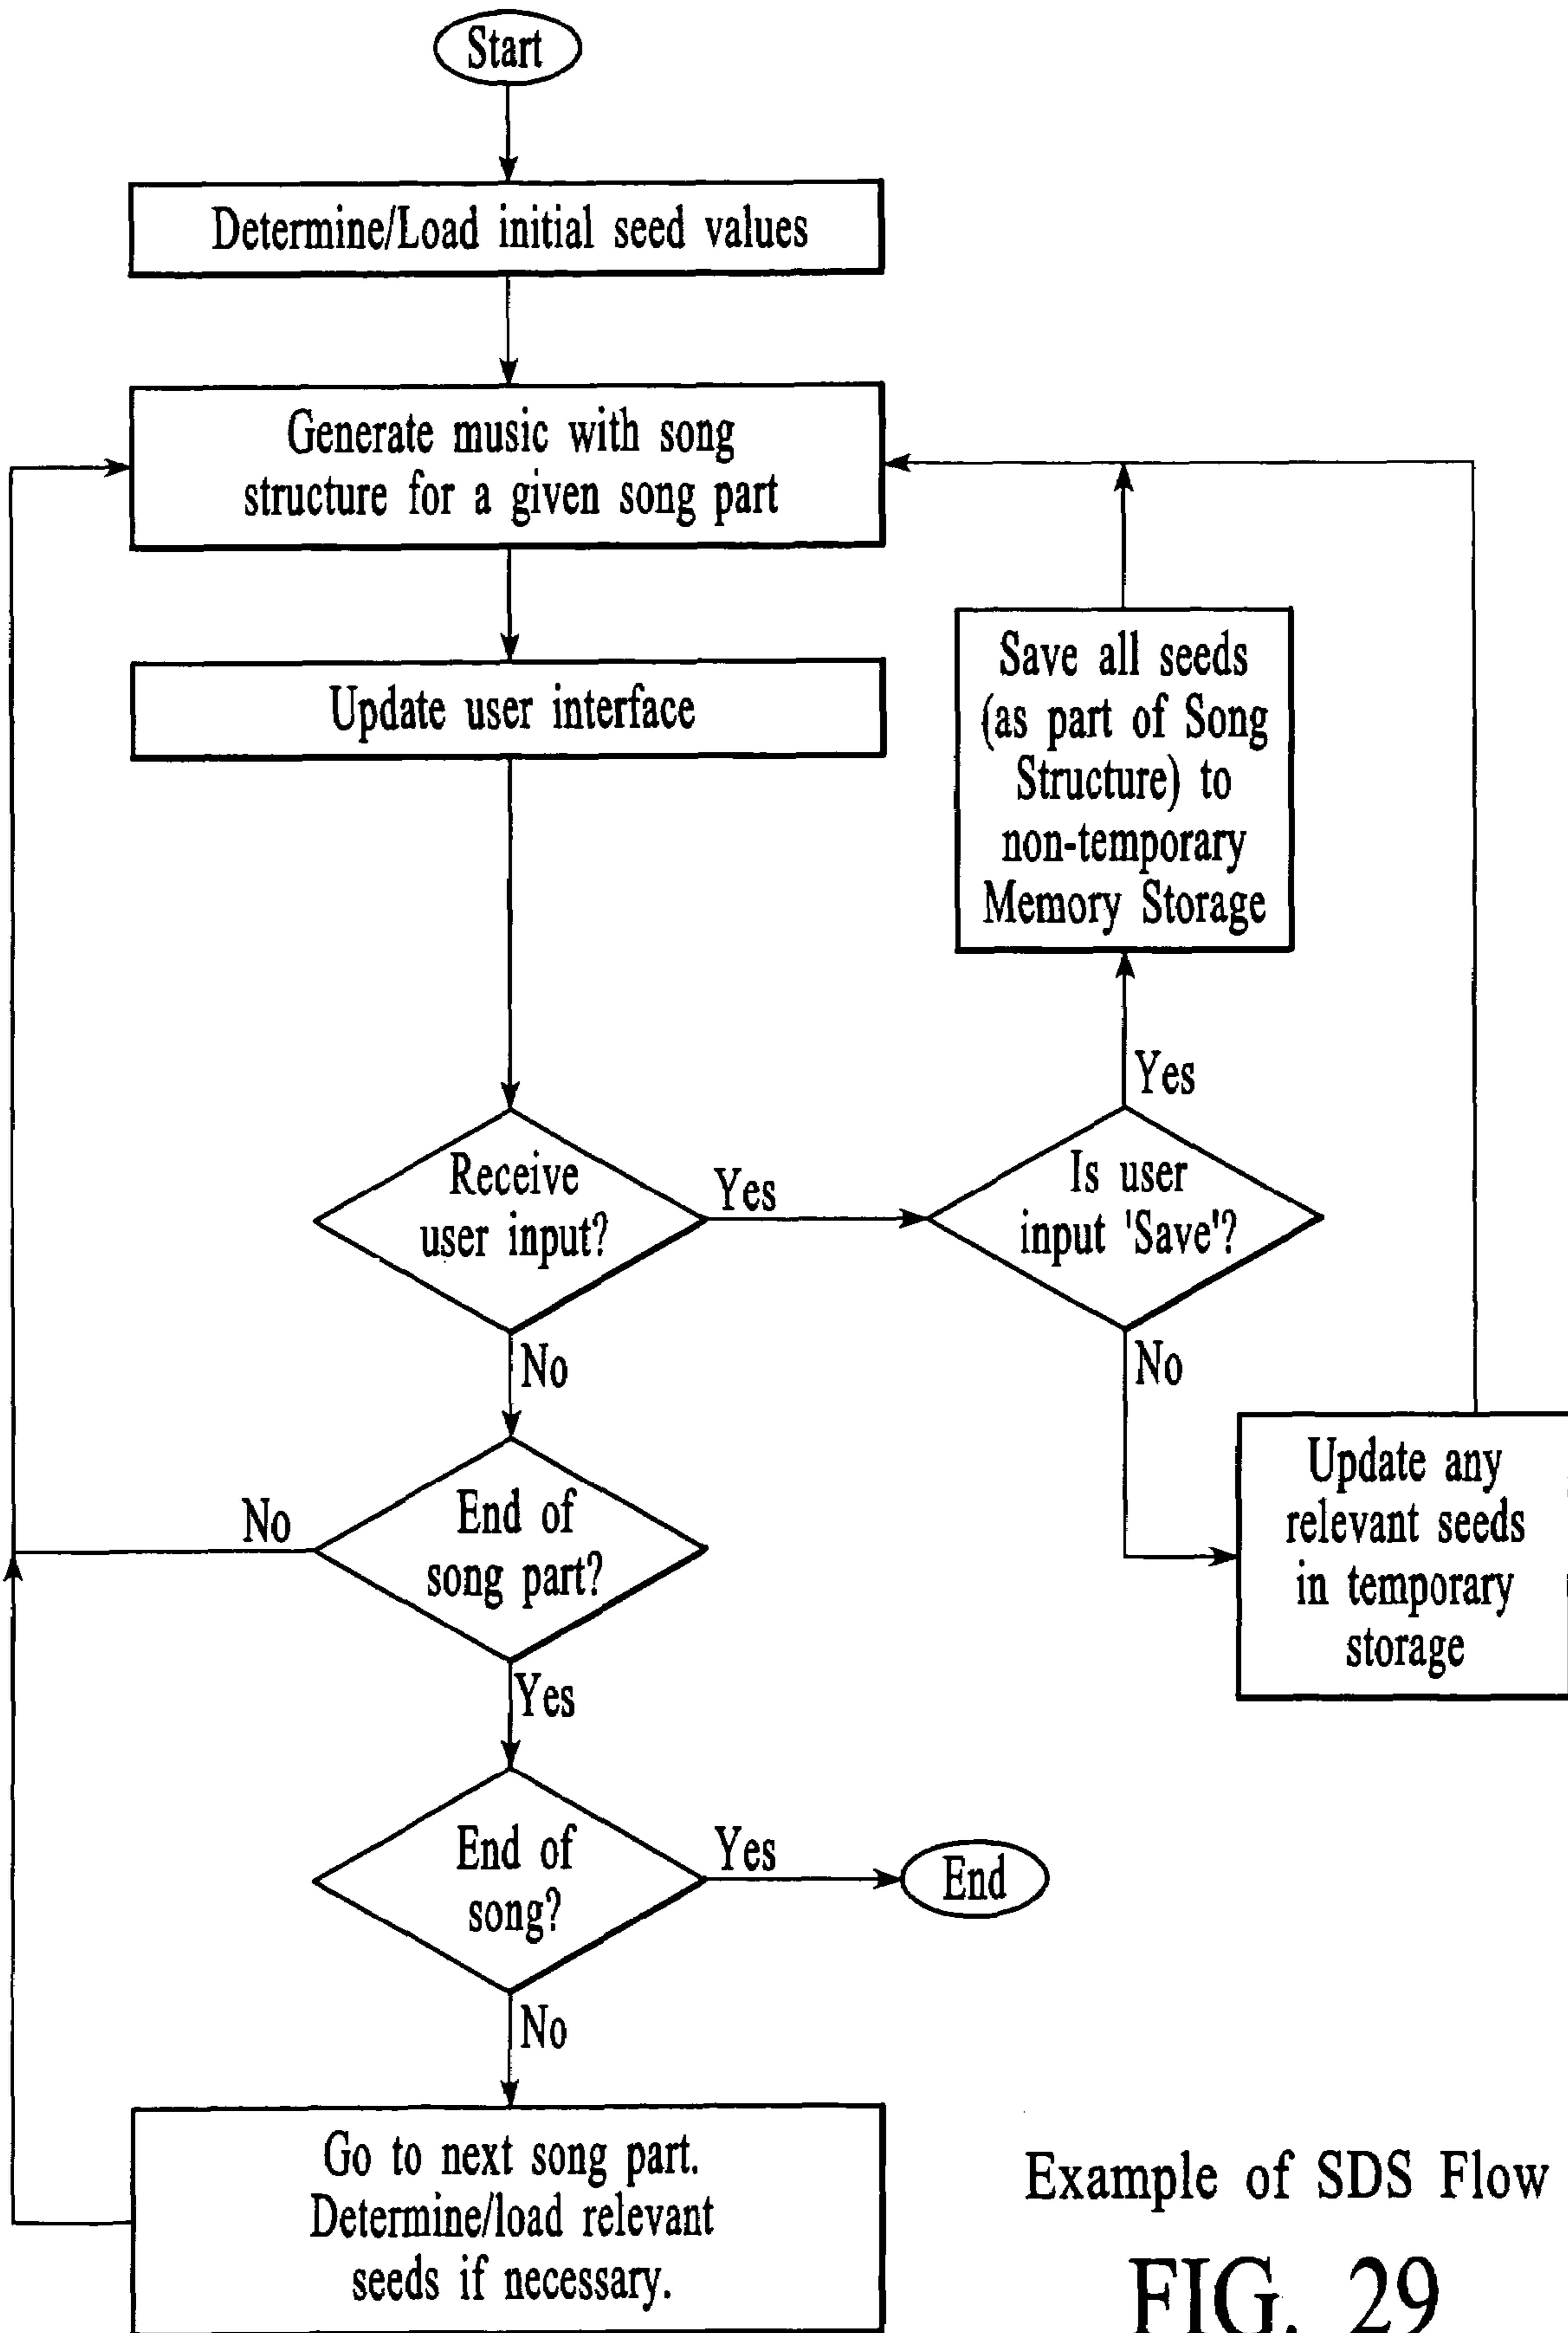 Start
Determine/Load initial seed values
Generate music with song
structure for a given song part
Update user interface
Save all seeds
(as part of Song
Structure) to
non-temporary
Memory Storage
Yes
Receive
user input?
Yes
Is user
input 'Save'?
No
No
Update any
relevant seeds
in temporary
storage
End of
song part?
No
Yes
End of
song?
Yes
End
No
Go to next song part.
Determine/load relevant
seeds if necessary.
Example of SDS Flow
FIG. 29